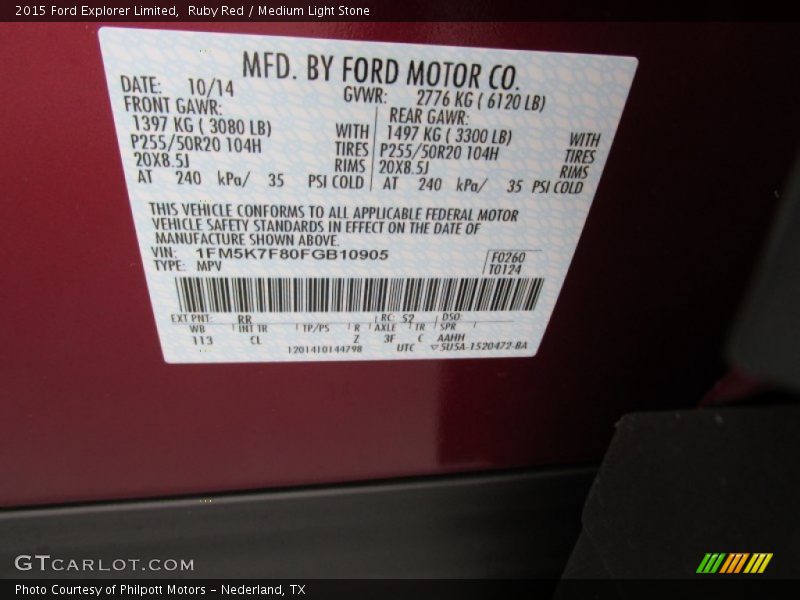 2015 Ford Explorer Limited,  Ruby Red / Medium Light Stone
MFD. BY FORD MOTOR CO.
DATE: 10/14 GVWR: 2776 KG ( 6120 LB)
FRONT GAWR: REAR GAWR:
1397 KG ( 3080 LB) WITH 1497 KG ( 3300 LB) WITH
P255/50R20 104H TIRES P255/50R20 104H TIRES
20X8.5J RIMS 20X8.5J RIMS
AT 240 kPa/ 35 PSI COLD AT 240 kPa/ 35 PSI COLD
THIS VEHICLE CONFORMS TO ALL APPLICABLE FEDERAL MOTOR
VEHICLE SAFETY STANDARDS IN EFFECT ON THE DATE OF
MANUFACTURE SHOWN ABOVE.
VIN: 1FM5K7F80FGB10905 F0260
TYPE: MPV T0124
EXT PNT: RR RC: 52 DSO:
WB INT TR TP/PS R AXLE TR SPR
113 CL Z 3F C AAHH
1201410144798 UTC ▽5U5A-1520472-BA
GTCARLOT.COM
Photo Courtesy of Philpott Motors – Nederland, TX